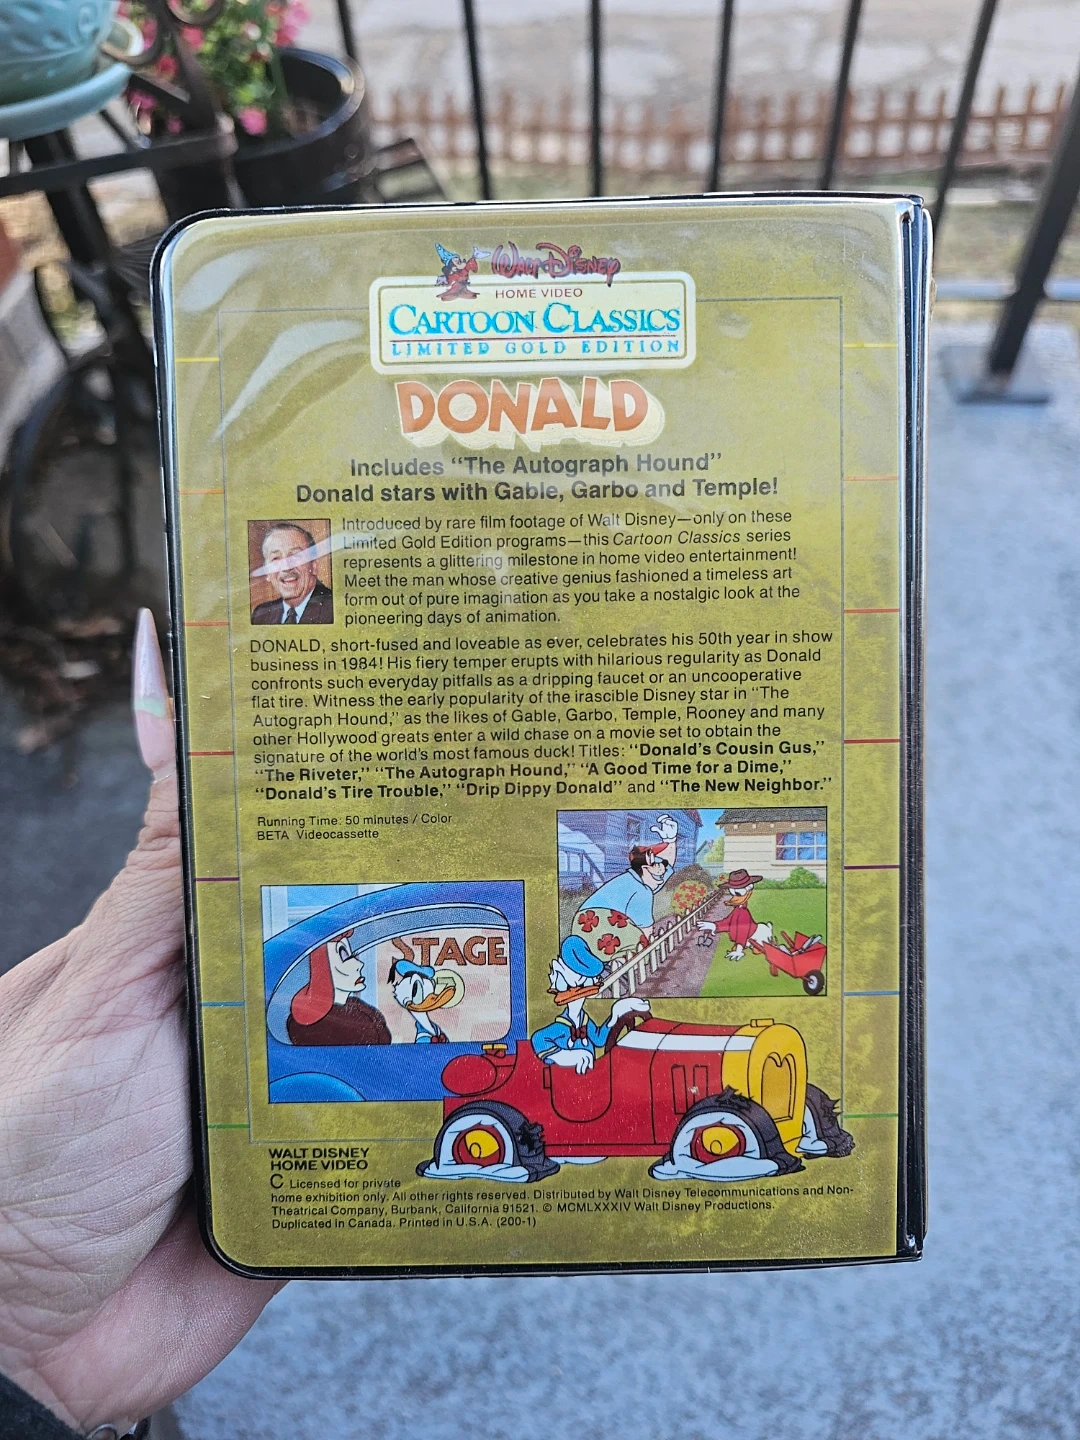 WALT DISNEY
HOME VIDEO
CARTOON CLASSICS
LIMITED GOLD EDITION
DONALD
Includes “The Autograph Hound”
Donald stars with Gable, Garbo and Temple!
Introduced by rare film footage of Walt Disney—only on these
Limited Gold Edition programs—this Cartoon Classics series
represents a glittering milestone in home video entertainment!
Meet the man whose creative genius fashioned a timeless art
form out of pure imagination as you take a nostalgic look at the
pioneering days of animation.
DONALD, short-fused and loveable as ever, celebrates his 50th year in show
business in 1984! His fiery temper erupts with hilarious regularity as Donald
confronts such everyday pitfalls as a dripping faucet or an uncooperative
flat tire. Witness the early popularity of the irascible Disney star in “The
Autograph Hound,” as the likes of Gable, Garbo, Temple, Rooney and many
other Hollywood greats enter a wild chase on a movie set to obtain the
signature of the world's most famous duck! Titles: “Donald's Cousin Gus,”
“The Riveter,” “The Autograph Hound,” “A Good Time for a Dime,”
“Donald's Tire Trouble,” “Drip Dippy Donald” and “The New Neighbor.”
Running Time: 50 minutes / Color
BETA Videocassette
STAGE
7
WALT DISNEY
HOME VIDEO
C Licensed for private
home exhibition only. All other rights reserved. Distributed by Walt Disney Telecommunications and Non-
Theatrical Company, Burbank, California 91521. © MCMLXXXIV Walt Disney Productions.
Duplicated in Canada. Printed in U.S.A. (200-1)